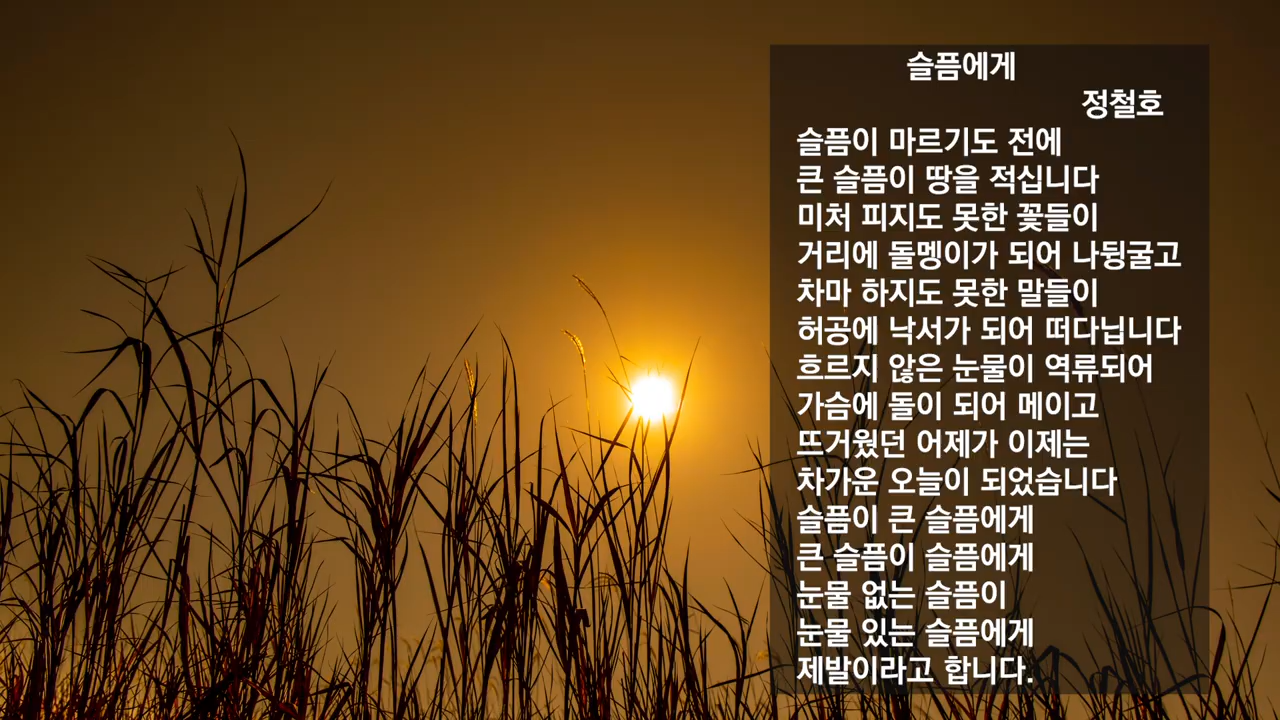 슬픔에게
정철호
슬픔이 마르기도 전에
큰 슬픔이 땅을 적십니다
미처 피지도 못한 꽃들이
거리에 돌멩이가 되어 나뒹굴고
차마 하지도 못한 말들이
허공에 낙서가 되어 떠다닙니다
흐르지 않은 눈물이 역류되어
가슴에 돌이 되어 메이고
뜨거웠던 어제가 이제는
차가운 오늘이 되었습니다
슬픔이 큰 슬픔에게
큰 슬픔이 슬픔에게
눈물 없는 슬픔이
눈물 있는 슬픔에게
제발이라고 합니다.